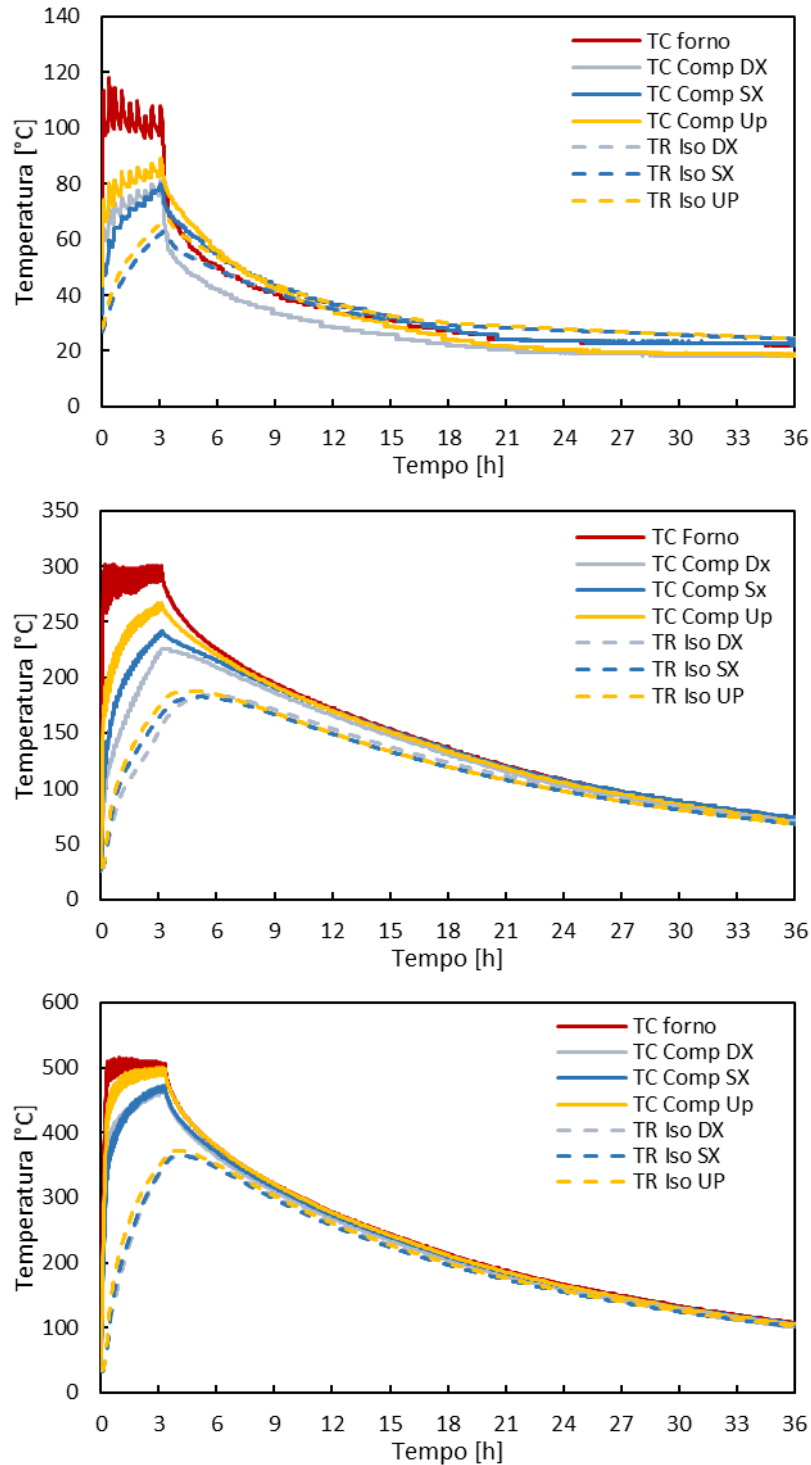 140
120
100
80
60
40
20
0
Temperatura [°C]
TC forno
TC Comp DX
TC Comp SX
TC Comp Up
TR Iso DX
TR Iso SX
TR Iso UP
0 3 6 9 12 15 18 21 24 27 30 33 36
Tempo [h]
350
300
250
200
150
100
50
0
Temperatura [°C]
TC Forno
TC Comp Dx
TC Comp Sx
TC Comp Up
TR Iso DX
TR Iso SX
TR Iso UP
0 3 6 9 12 15 18 21 24 27 30 33 36
Tempo [h]
600
500
400
300
200
100
0
Temperatura [°C]
TC forno
TC Comp DX
TC Comp SX
TC Comp Up
TR Iso DX
TR Iso SX
TR Iso UP
0 3 6 9 12 15 18 21 24 27 30 33 36
Tempo [h]